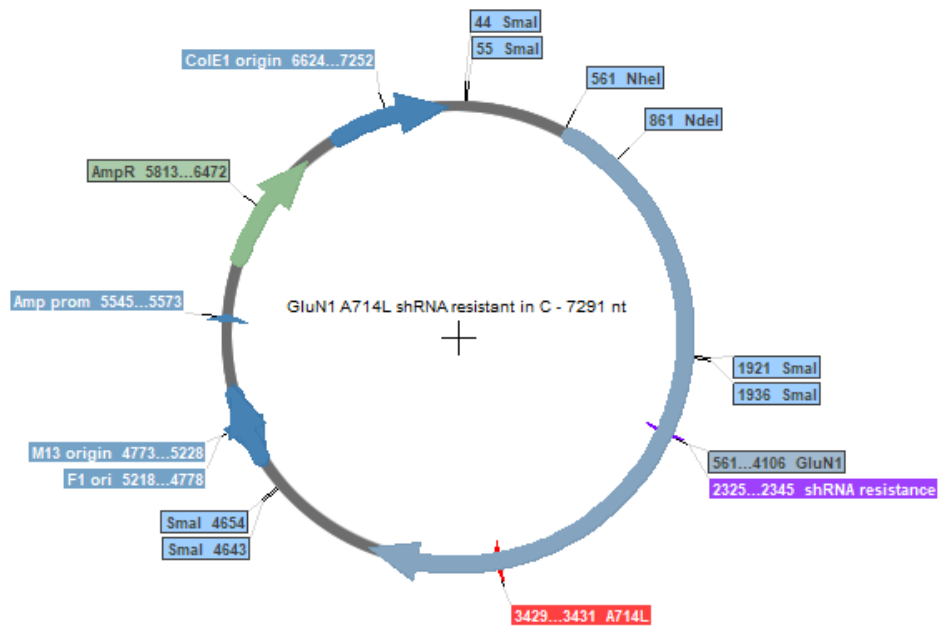 44 SmaI
55 SmaI
ColE1 origin 6624...7252
561 NheI
861 NdeI
AmpR 5813...6472
Amp prom 5545...5573
GluN1 A714L shRNA resistant in C - 7291 nt
1921 SmaI
1936 SmaI
M13 origin 4773...5228
561...4106 GluN1
F1 ori 5218...4778
2325...2345 shRNA resistance
SmaI 4654
SmaI 4643
3429...3431 A714L